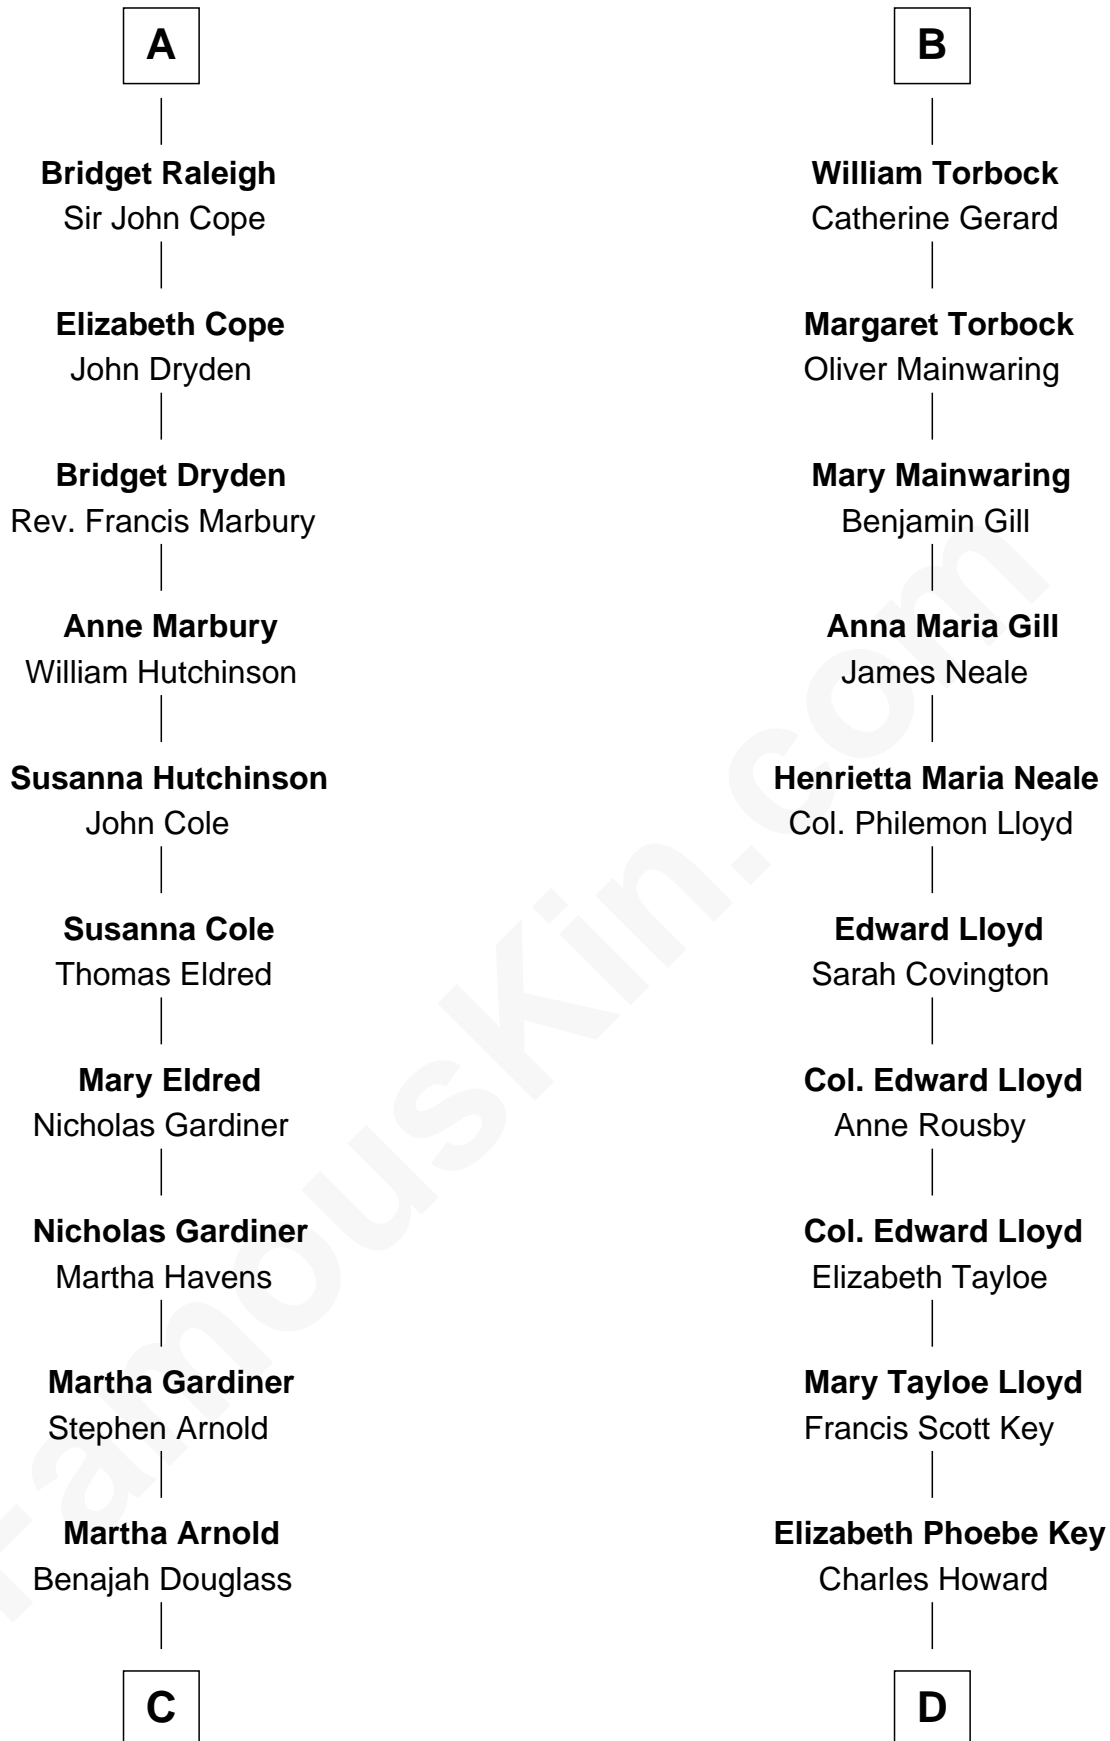 A
Bridget Raleigh
Sir John Cope
Elizabeth Cope
John Dryden
Bridget Dryden
Rev. Francis Marbury
Anne Marbury
William Hutchinson
Susanna Hutchinson
John Cole
Susanna Cole
Thomas Eldred
Mary Eldred
Nicholas Gardiner
Nicholas Gardiner
Martha Havens
Martha Gardiner
Stephen Arnold
Martha Arnold
Benajah Douglass
C
B
William Torbock
Catherine Gerard
Margaret Torbock
Oliver Mainwaring
Mary Mainwaring
Benjamin Gill
Anna Maria Gill
James Neale
Henrietta Maria Neale
Col. Philemon Lloyd
Edward Lloyd
Sarah Covington
Col. Edward Lloyd
Anne Rousby
Col. Edward Lloyd
Elizabeth Tayloe
Mary Tayloe Lloyd
Francis Scott Key
Elizabeth Phoebe Key
Charles Howard
D
FamousKin.com